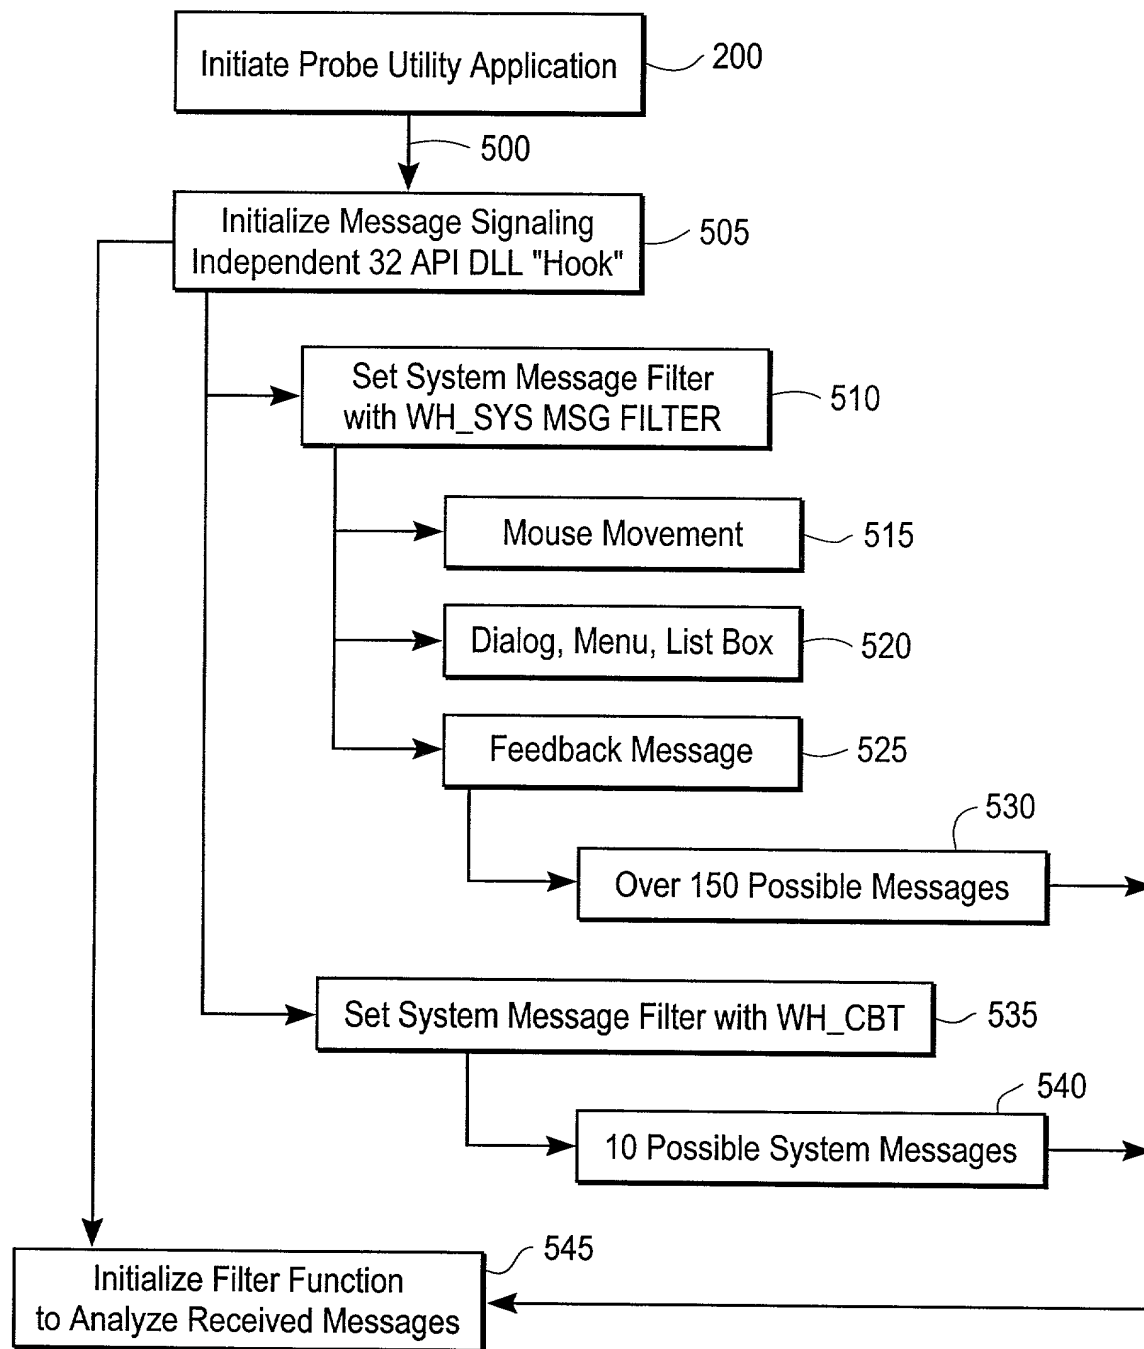 Initiate Probe Utility Application
200
500
Initialize Message Signaling
Independent 32 API DLL "Hook"
505
Set System Message Filter
with WH_SYS MSG FILTER
510
Mouse Movement
515
Dialog, Menu, List Box
520
Feedback Message
525
530
Over 150 Possible Messages
Set System Message Filter with WH_CBT
535
540
10 Possible System Messages
545
Initialize Filter Function
to Analyze Received Messages